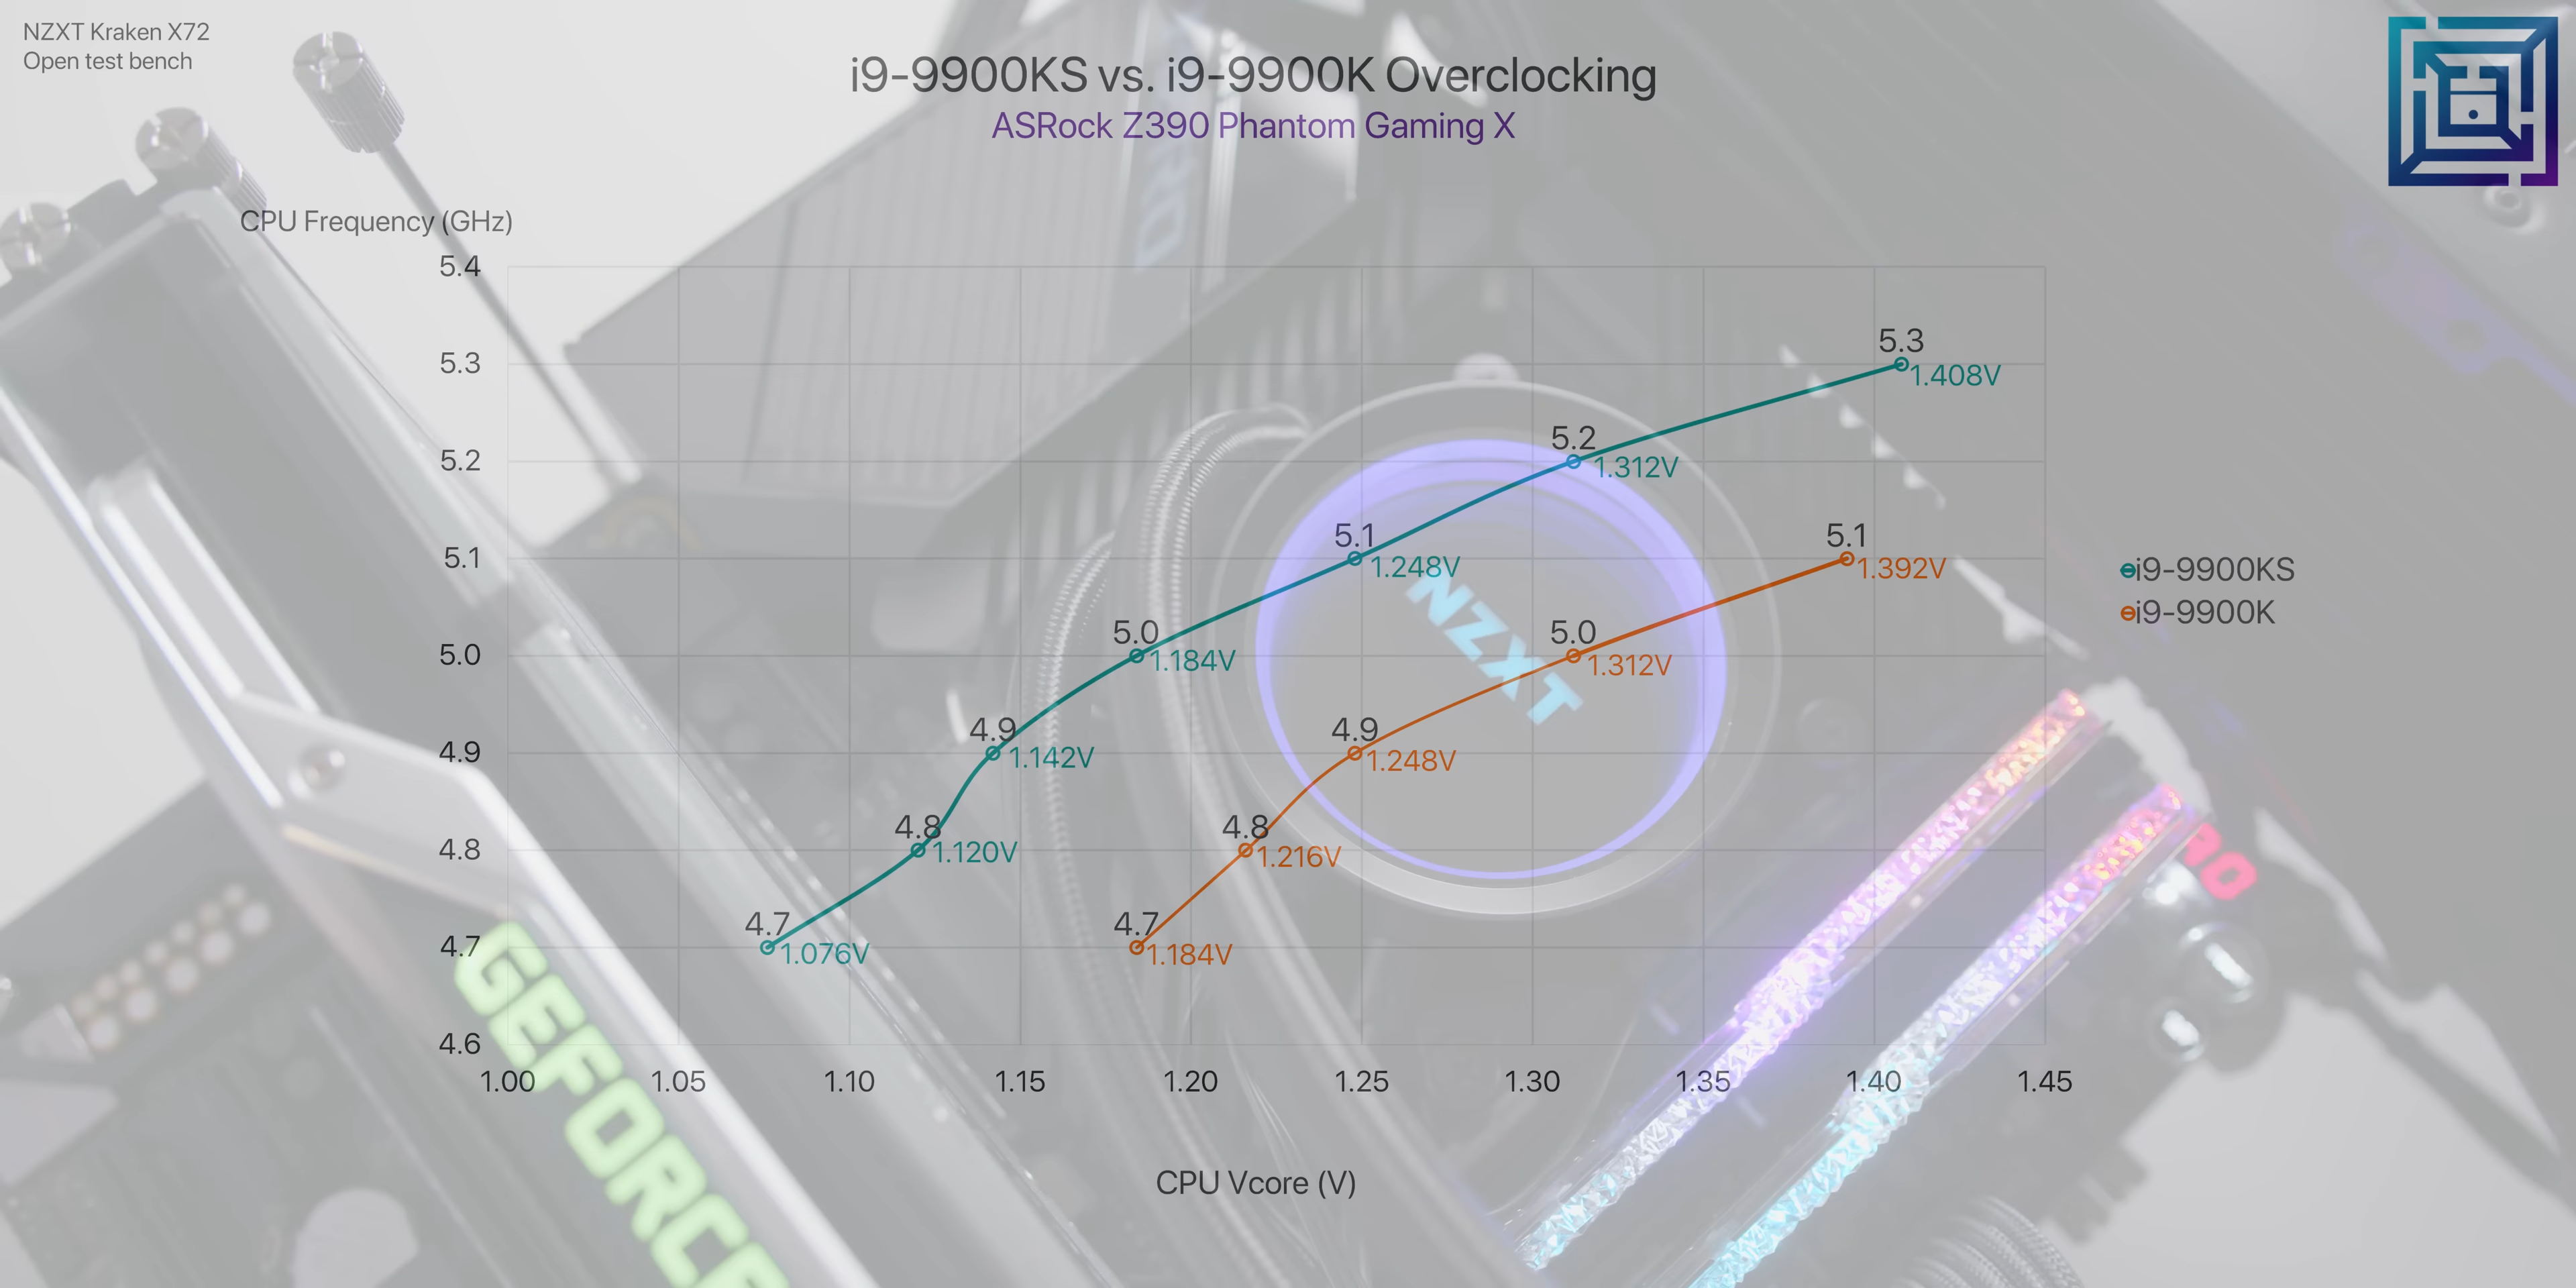 NZXT Kraken X72
Open test bench
i9-9900KS vs. i9-9900K Overclocking
ASRock Z390 Phantom Gaming X
CPU Frequency (GHz)
5.4
5.3
5.2
5.1
5.0
4.9
4.8
4.7
4.6
5.3
1.408V
5.2
1.312V
5.1
1.248V
5.0
1.184V
4.9
1.142V
4.8
1.120V
4.7
1.076V
5.1
1.392V
5.0
1.312V
4.9
1.248V
4.8
1.216V
4.7
1.184V
i9-9900KS
i9-9900K
NZXT
GEFORCE
1.00 1.05 1.10 1.15 1.20 1.25 1.30 1.35 1.40 1.45
CPU Vcore (V)